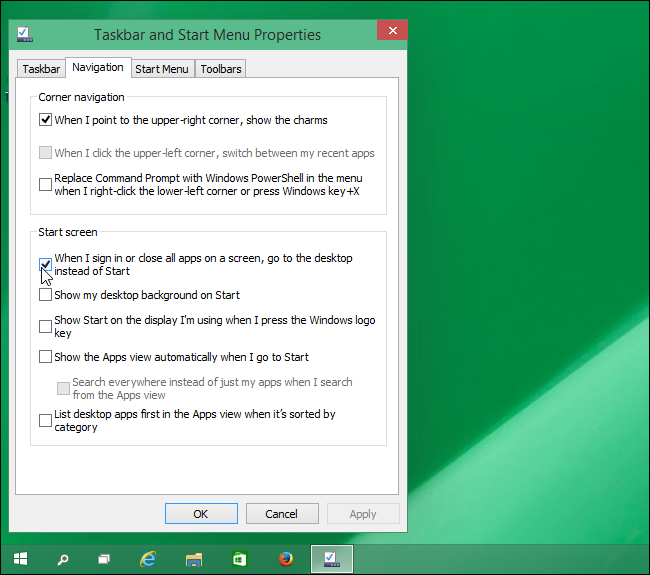 Taskbar and Start Menu Properties
Taskbar
Navigation
Start Menu
Toolbars
Corner navigation
When I point to the upper-right corner, show the charms
When I click the upper-left corner, switch between my recent apps
Replace Command Prompt with Windows PowerShell in the menu
when I right-click the lower-left corner or press Windows key+X
Start screen
When I sign in or close all apps on a screen, go to the desktop
instead of Start
Show my desktop background on Start
Show Start on the display I'm using when I press the Windows logo
key
Show the Apps view automatically when I go to Start
Search everywhere instead of just my apps when I search
from the Apps view
List desktop apps first in the Apps view when it's sorted by
category
OK
Cancel
Apply